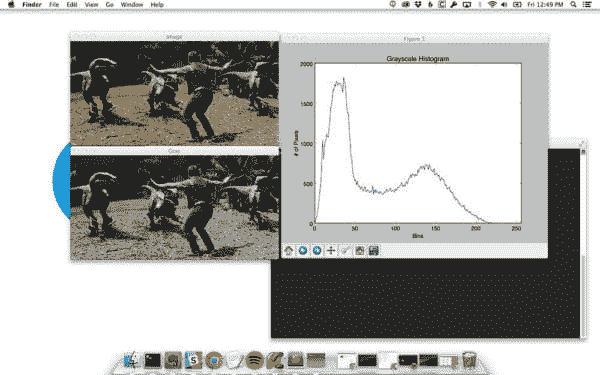 Finder File Edit View Go Window Help
Fri 12:49 PM
Image
Figure 1
Grayscale Histogram
2000
1500
1000
500
0
# of Pixels
0 50 100 150 200 250
Bins
Gray